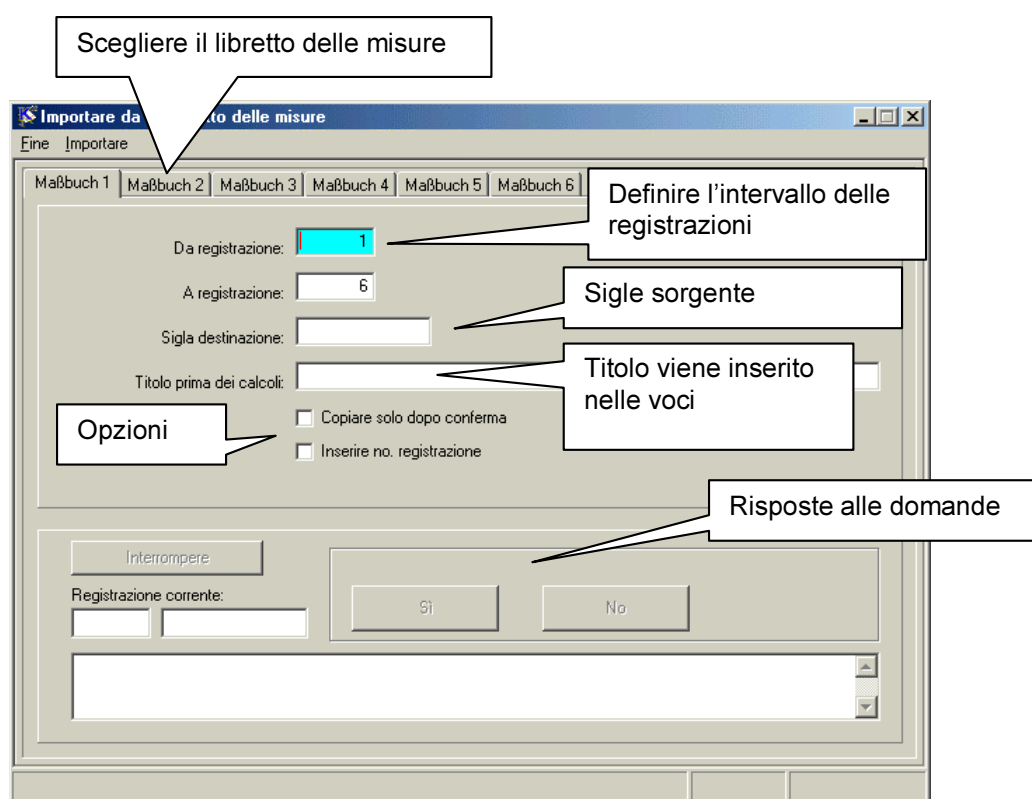 Scegliere il libretto delle misure
Importare da to delle misure
Fine Importare
Maßbuch 1 Maßbuch 2 Maßbuch 3 Maßbuch 4 Maßbuch 5 Maßbuch 6
Definire l'intervallo delle
registrazioni
Da registrazione: 1
A registrazione: 6
Sigle sorgente
Sigla destinazione:
Titolo viene inserito
nelle voci
Titolo prima dei calcoli:
Opzioni
Copiare solo dopo conferma
Inserire no. registrazione
Risposte alle domande
Interrompere
Registrazione corrente:
Sì No